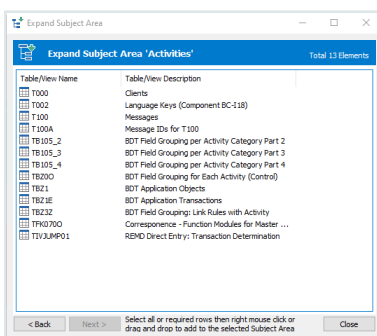 Expand Subject Area
Expand Subject Area 'Activities' Total 13 Elements
Table/View Name Table/View Description
T000 Clients
T002 Language Keys (Component BC-I18)
T100 Messages
T100A Message IDs for T100
TB105_2 BDT Field Grouping per Activity Category Part 2
TB105_3 BDT Field Grouping per Activity Category Part 3
TB105_4 BDT Field Grouping per Activity Category Part 4
TBZ0O BDT Field Grouping for Each Activity (Control)
TBZ1 BDT Application Objects
TBZ1E BDT Application Transactions
TBZ3Z BDT Field Grouping: Link Rules with Activity
TFK070O Corresponence - Function Modules for Master ...
TIVJUMP01 REMD Direct Entry: Transaction Determination
< Back Next > Select all or required rows then right mouse click or
drag and drop to add to the selected Subject Area Close